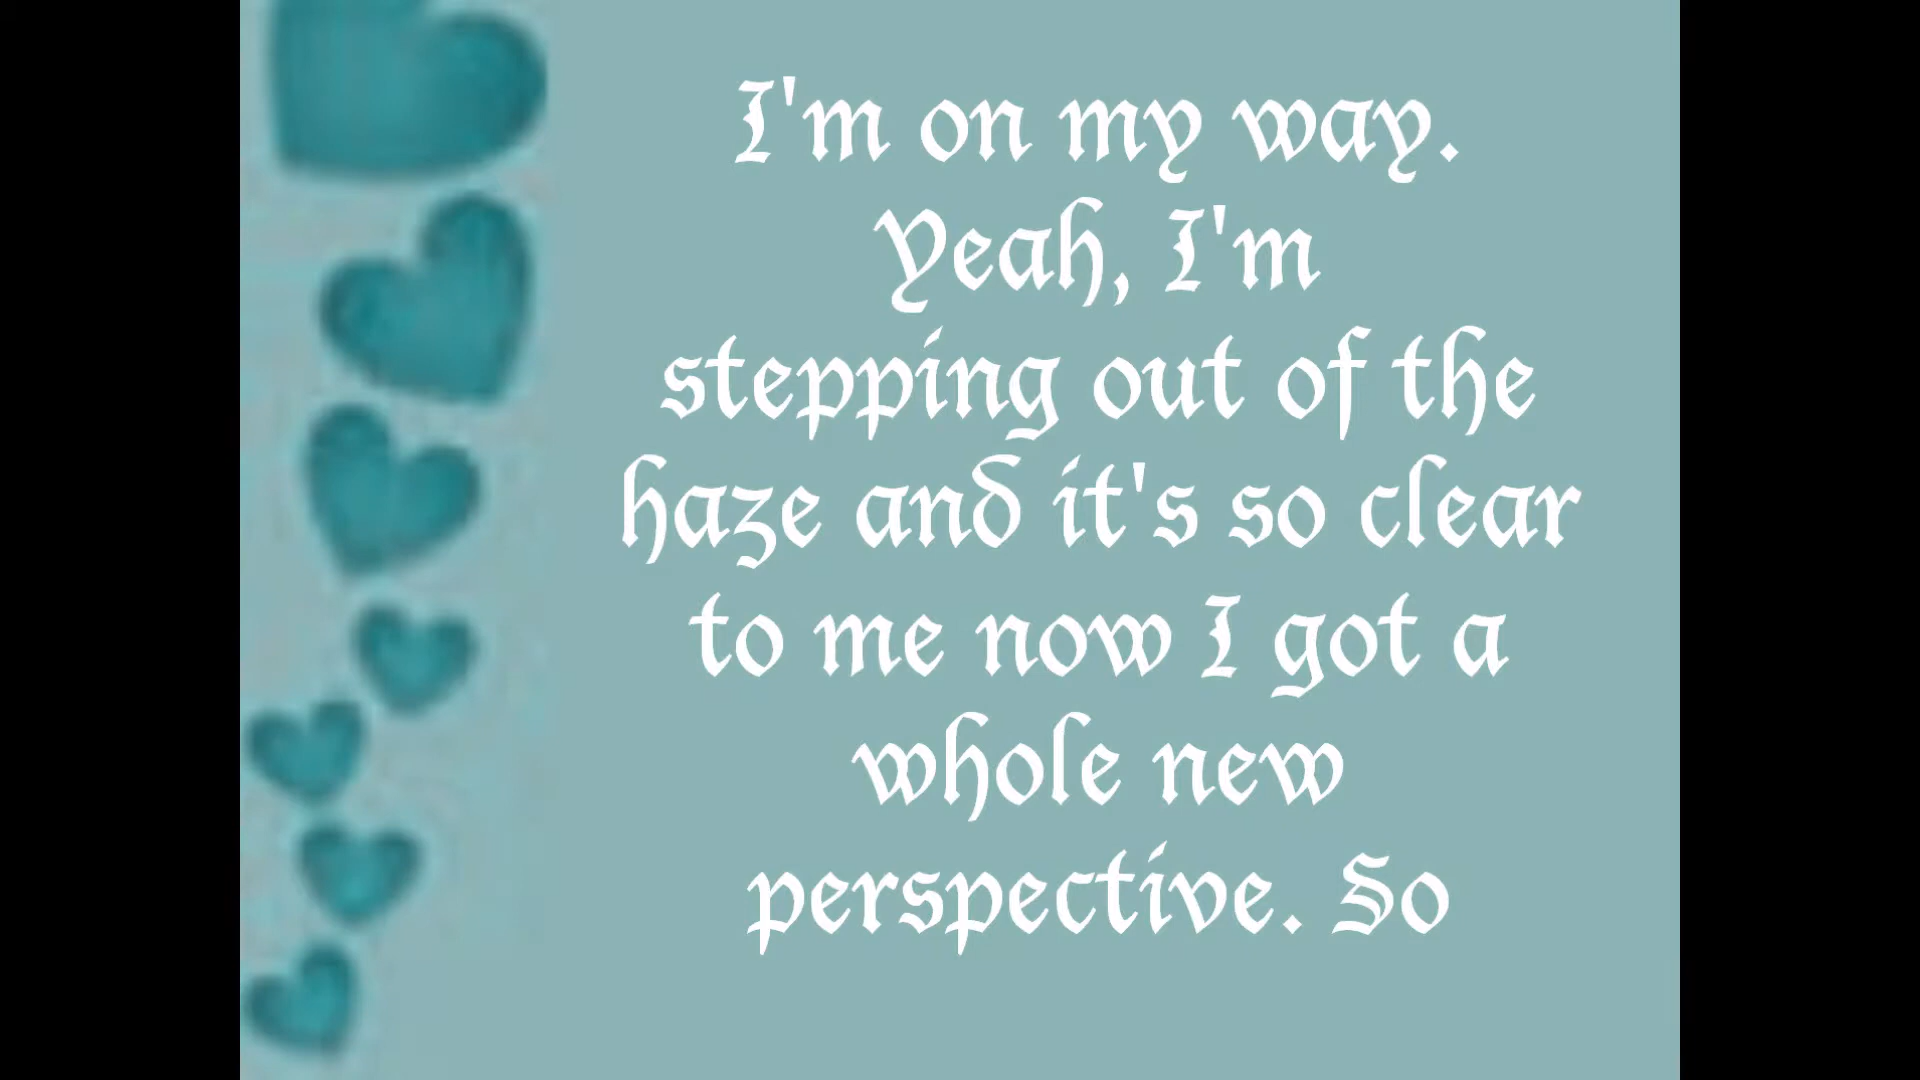 I'm on my way.
Yeah, I'm
stepping out of the
haze and it's so clear
to me now I got a
whole new
perspective. So